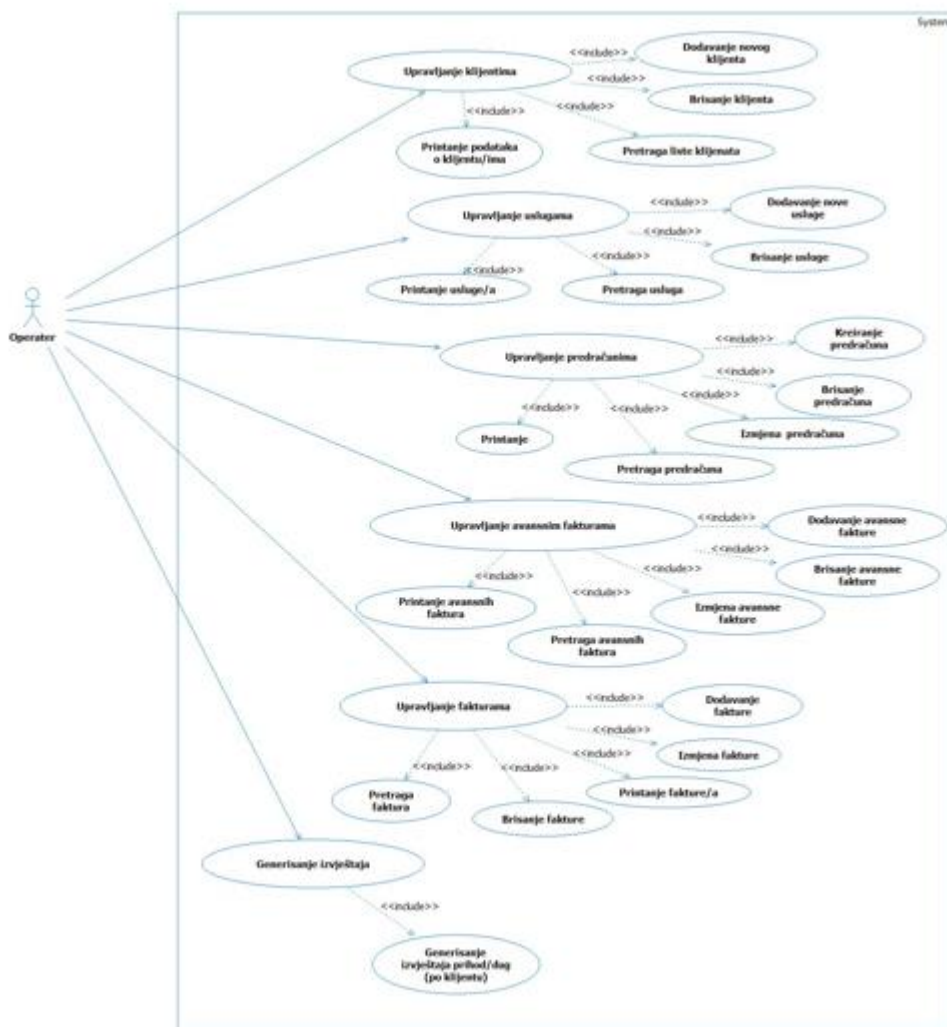 System
<<include>>
Dodavanje novog
klijenta
Upravljanje klijentima
<<include>>
Brisanje klijenta
<<include>>
<<include>>
Printanje podataka
o klijentu/ima
Pretraga liste klijenata
<<include>>
Dodavanje nove
usluge
Upravljanje uslugama
<<include>>
Brisanje usluge
<<include>>
<<include>>
Printanje usluge/a
Pretraga usluga
Operater
<<include>>
Kreiranje
predračuna
Upravljanje predračunima
<<include>>
Brisanje
predračuna
<<include>>
<<include>>
<<include>>
Printanje
Izmjena predračuna
Pretraga predračuna
<<include>>
Dodavanje avansne
fakture
Upravljanje avansnim fakturama
<<include>>
Brisanje avansne
fakture
<<include>>
<<include>>
<<include>>
Printanje avansnih
faktura
Izmjena avansne
fakture
Pretraga avansnih
faktura
<<include>>
Dodavanje
fakture
Upravljanje fakturama
<<include>>
Izmjena fakture
<<include>>
<<include>>
<<include>>
Pretraga
faktura
Brisanje fakture
Printanje fakture/a
Generisanje izvještaja
<<include>>
Generisanje
izvještaja prihod/dug
(po klijentu)